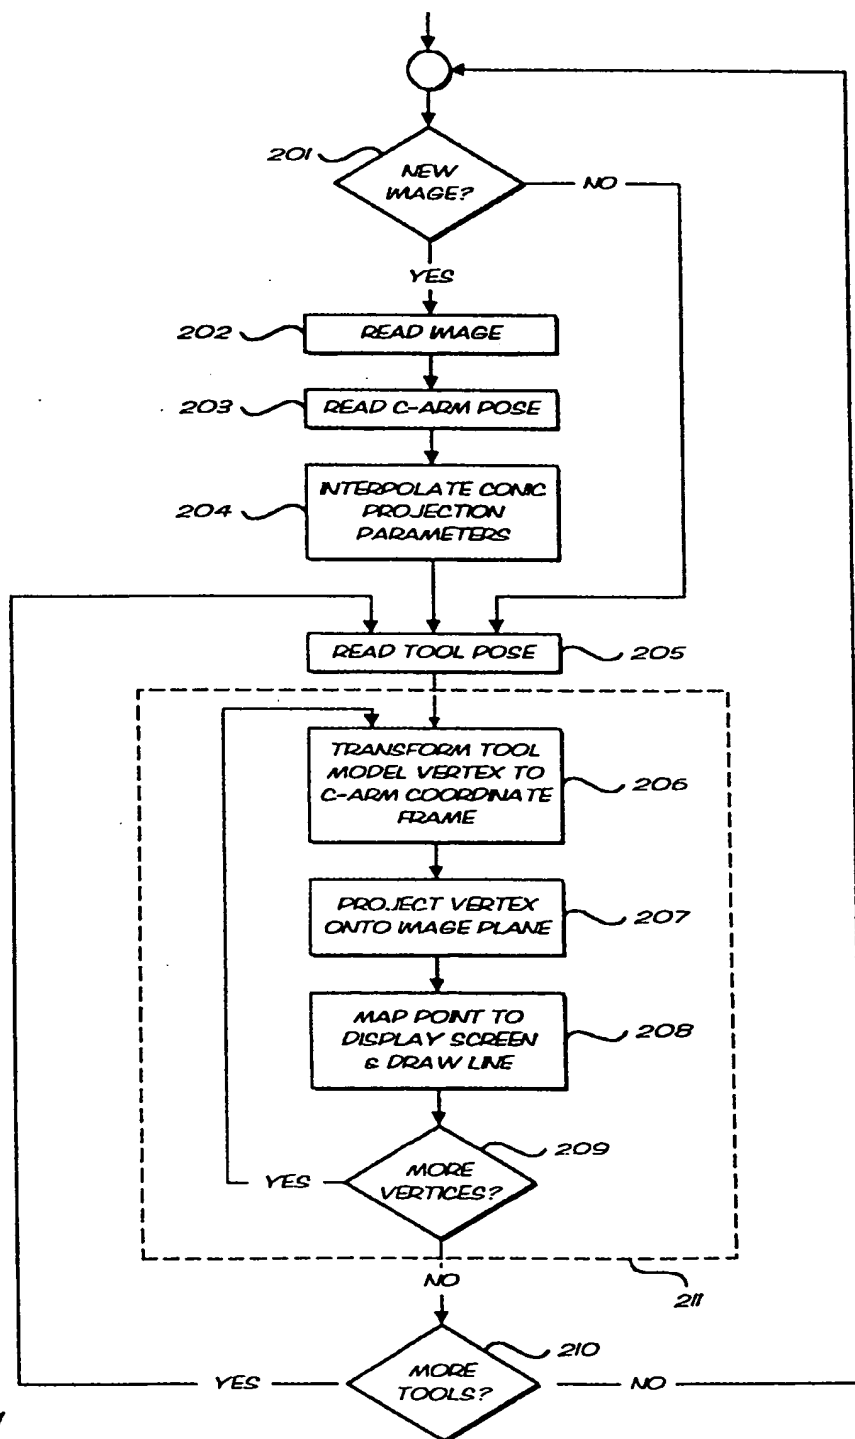 201
NEW
IMAGE?
NO
YES
202
READ IMAGE
203
READ C-ARM POSE
204
INTERPOLATE CONIC
PROJECTION
PARAMETERS
READ TOOL POSE
205
TRANSFORM TOOL
MODEL VERTEX TO
C-ARM COORDINATE
FRAME
206
PROJECT VERTEX
ONTO IMAGE PLANE
207
MAP POINT TO
DISPLAY SCREEN
& DRAW LINE
208
209
MORE
VERTICES?
YES
NO
211
210
MORE
TOOLS?
YES
NO